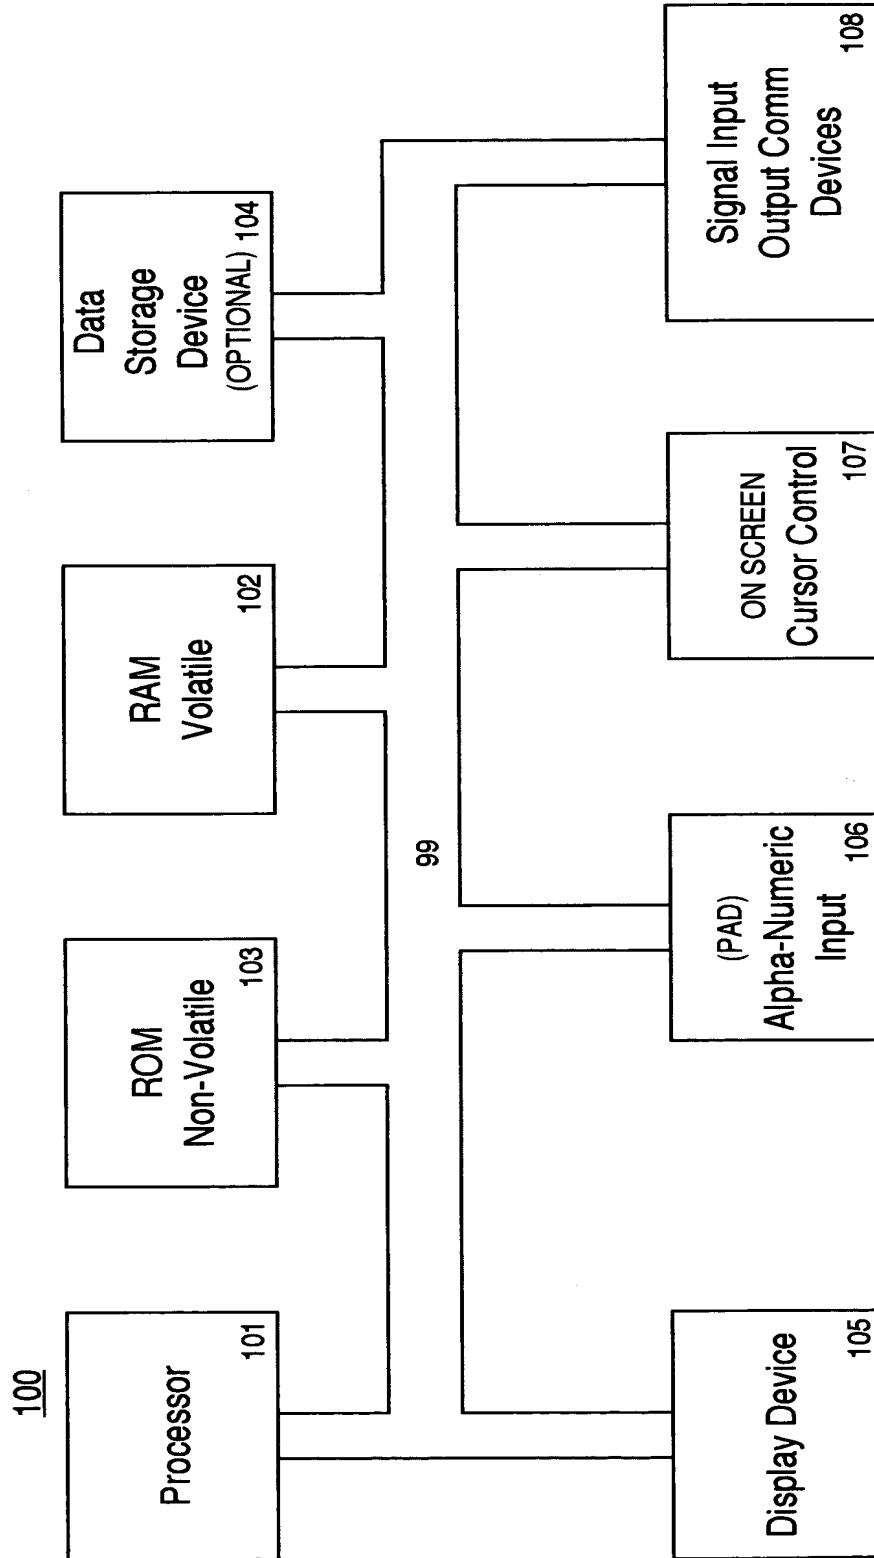 100
Processor
101
ROM
Non-Volatile
103
RAM
Volatile
102
Data
Storage
Device
(OPTIONAL) 104
99
Display Device
105
(PAD)
Alpha-Numeric
Input
106
ON SCREEN
Cursor Control
107
Signal Input
Output Comm
Devices
108